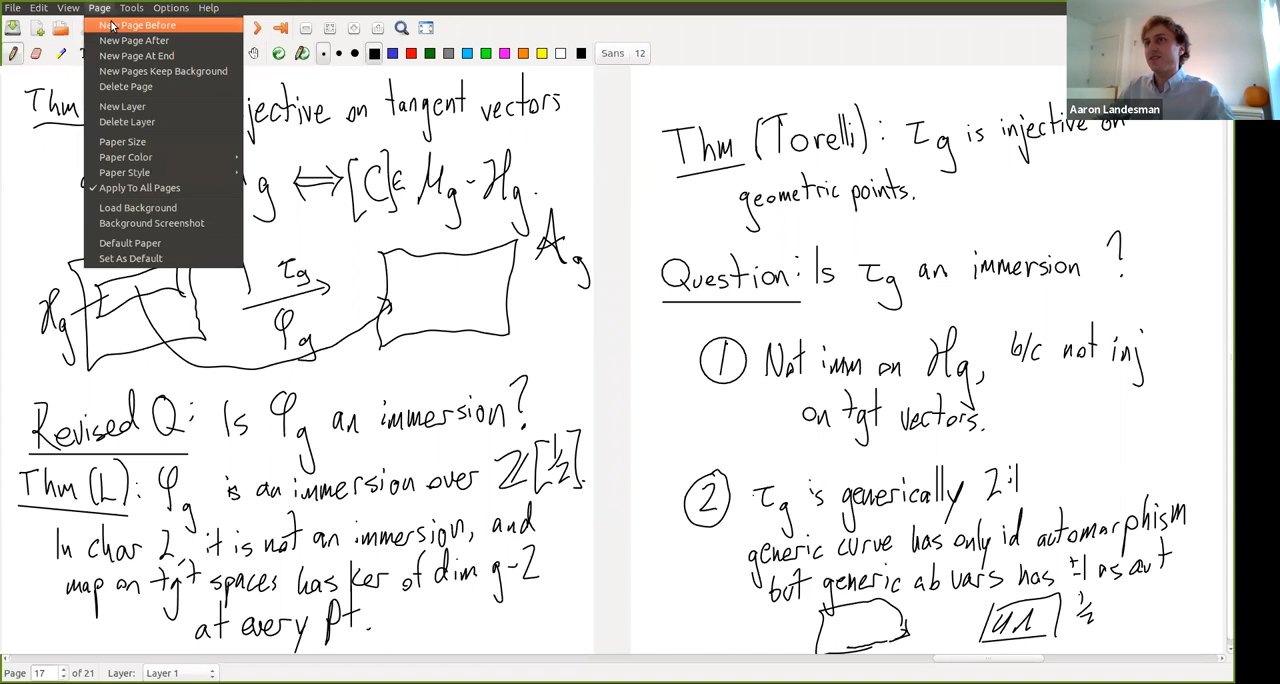 File Edit View Page Tools Options Help
New Page Before
New Page After
New Page At End
New Pages Keep Background
Delete Page
New Layer
Delete Layer
Paper Size
Paper Color
Paper Style
Apply To All Pages
Load Background
Background Screenshot
Default Paper
Set As Default
Sans 12
Aaron Landesman
Thm jective on tangent vectors
g ⟺ [C] ∈ M_g - H_g.
H_g τ_g A_g
φ_g
Revised Q: Is φ_g an immersion?
Thm (L): φ_g is an immersion over ℤ[1/2].
In char 2, it is not an immersion, and
map on tgt spaces has ker of dim g-2
at every pt.
Thm (Torelli): τ_g is injective on
geometric points.
Question: Is τ_g an immersion ?
① Not imm on H_g, b/c not inj
on tgt vectors.
② τ_g is generically 2:1
generic curve has only id automorphism
but generic ab vars has ±1 as aut
1/2
Page 17 of 21 Layer: Layer 1